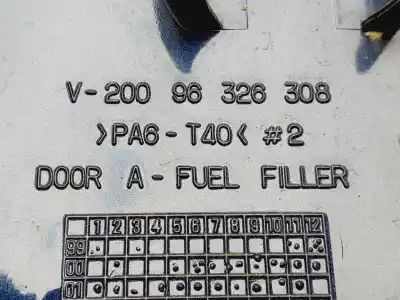 V-200 96 326 308
>PA6-T40< #2
DOOR A-FUEL FILLER
1 2 3 4 5 6 7 8 9 10 11 12
99
00
01